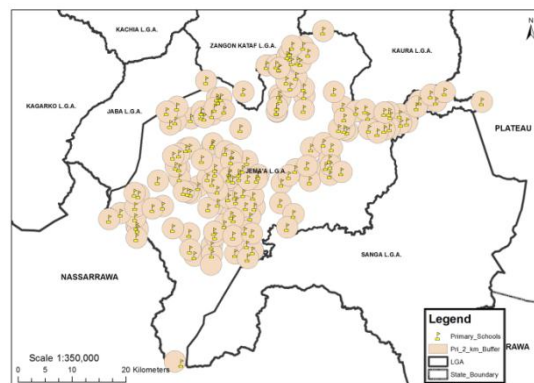 KACHIA L.G.A.
ZANGON KATAF L.G.A.
KAURA L.G.A.
N
KAGARKO L.G.A.
JABA L.G.A.
PLATEAU
JEMA'A L.G.A.
SANGA L.G.A.
NASSARRAWA
Legend
Primary_Schools
Pri_2_km_Buffer
LGA
State_Boundary
RAWA
Scale 1:350,000
10
5
0
20 Kilometers